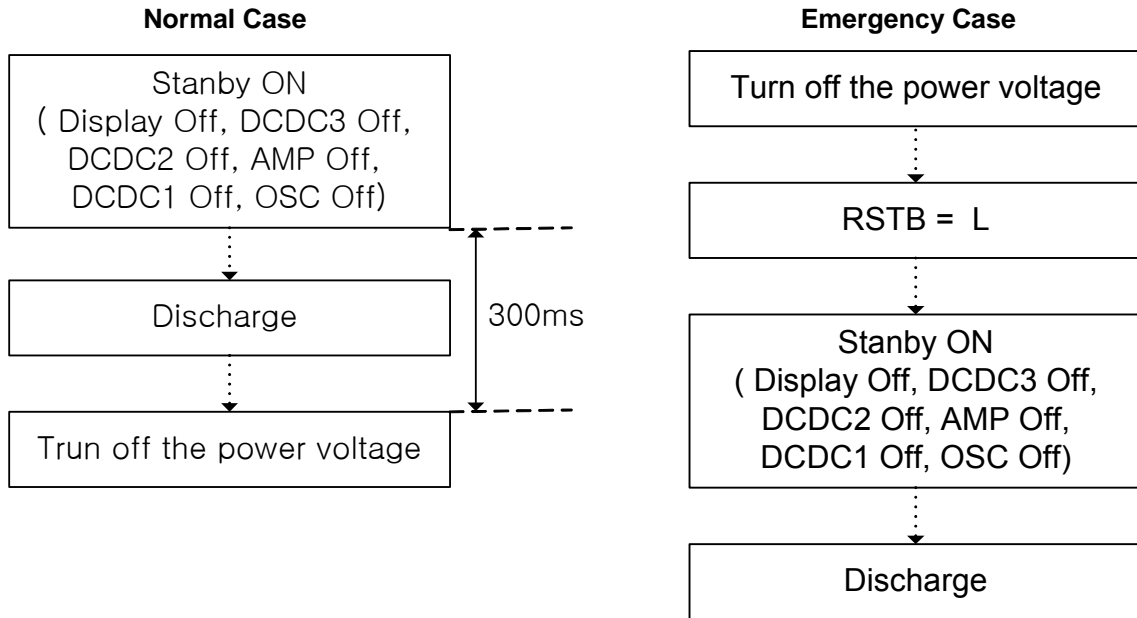 Normal Case
Stanby ON
( Display Off, DCDC3 Off,
DCDC2 Off, AMP Off,
DCDC1 Off, OSC Off)
Discharge
300ms
Trun off the power voltage
Emergency Case
Turn off the power voltage
RSTB = L
Stanby ON
( Display Off, DCDC3 Off,
DCDC2 Off, AMP Off,
DCDC1 Off, OSC Off)
Discharge